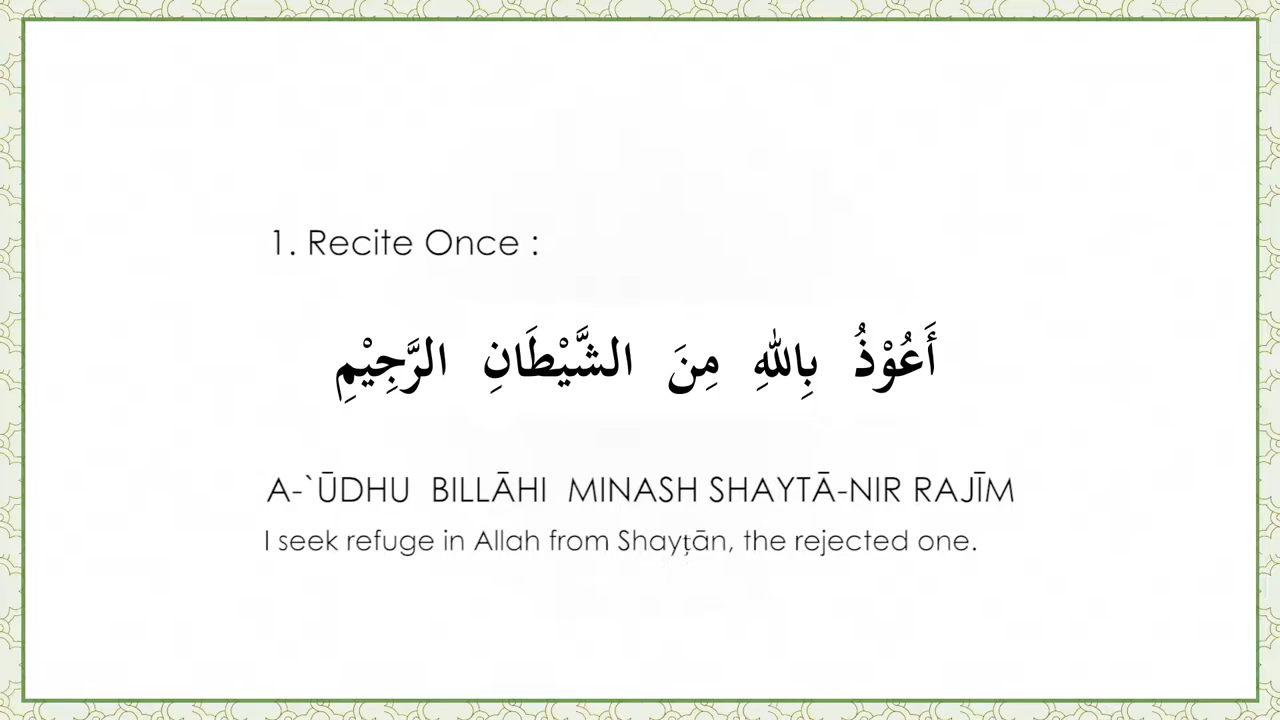 1. Recite Once :
أَعُوْذُ بِاللهِ مِنَ الشَّيْطَانِ الرَّجِيْمِ
A-`ŪDHU BILLĀHI MINASH SHAYTĀ-NIR RAJĪM
I seek refuge in Allah from Shayṭān, the rejected one.